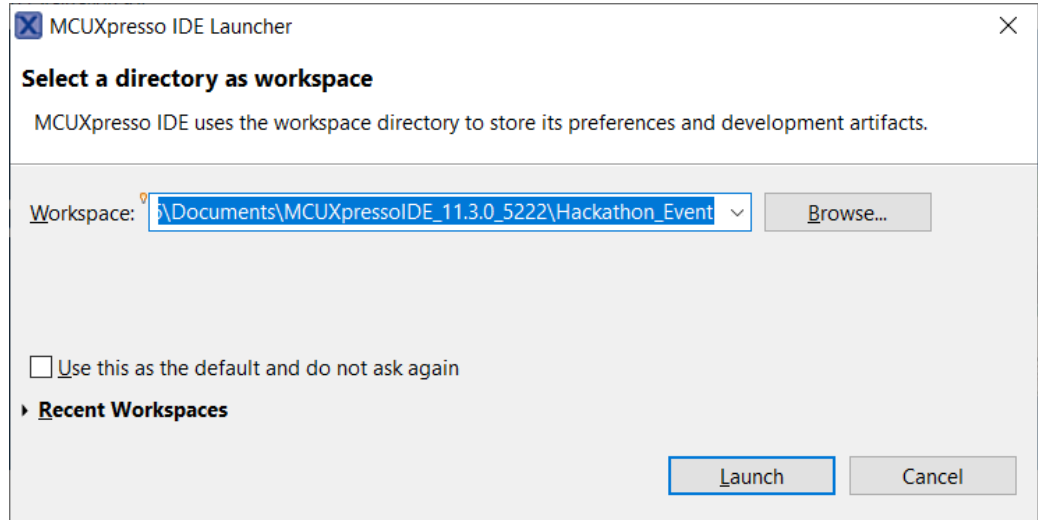 MCUXpresso IDE Launcher
Select a directory as workspace
MCUXpresso IDE uses the workspace directory to store its preferences and development artifacts.
Workspace: \Documents\MCUXpressoIDE_11.3.0_5222\Hackathon_Event Browse...
Use this as the default and do not ask again
Recent Workspaces
Launch Cancel